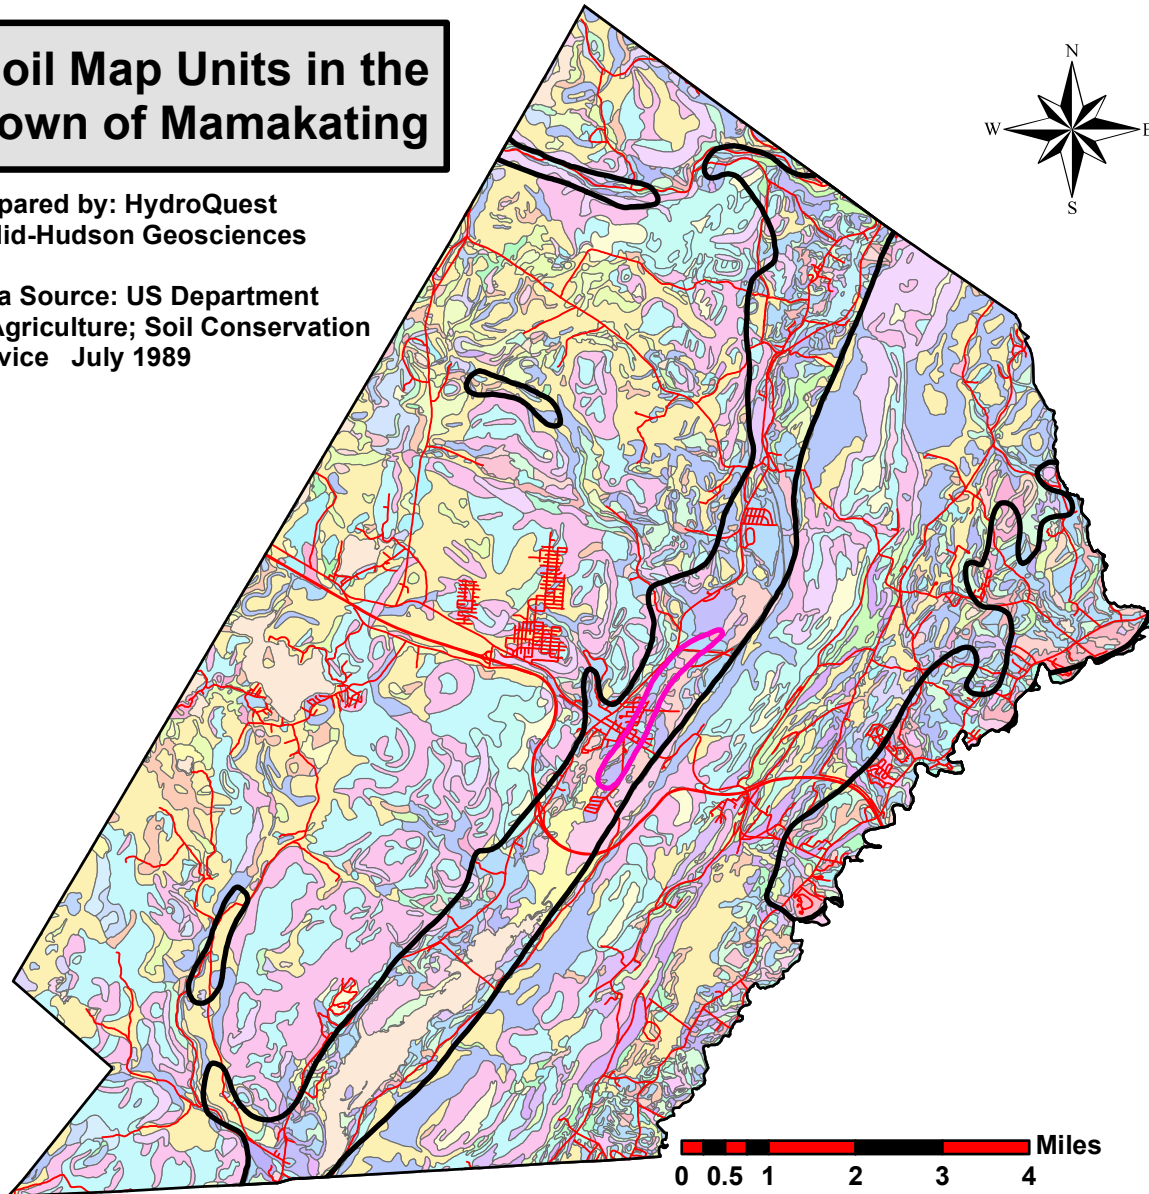 oil Map Units in the
own of Mamakating
pared by: HydroQuest
lid-Hudson Geosciences
a Source: US Department
Agriculture; Soil Conservation
vice July 1989
N
W E
S
Miles
0 0.5 1 2 3 4